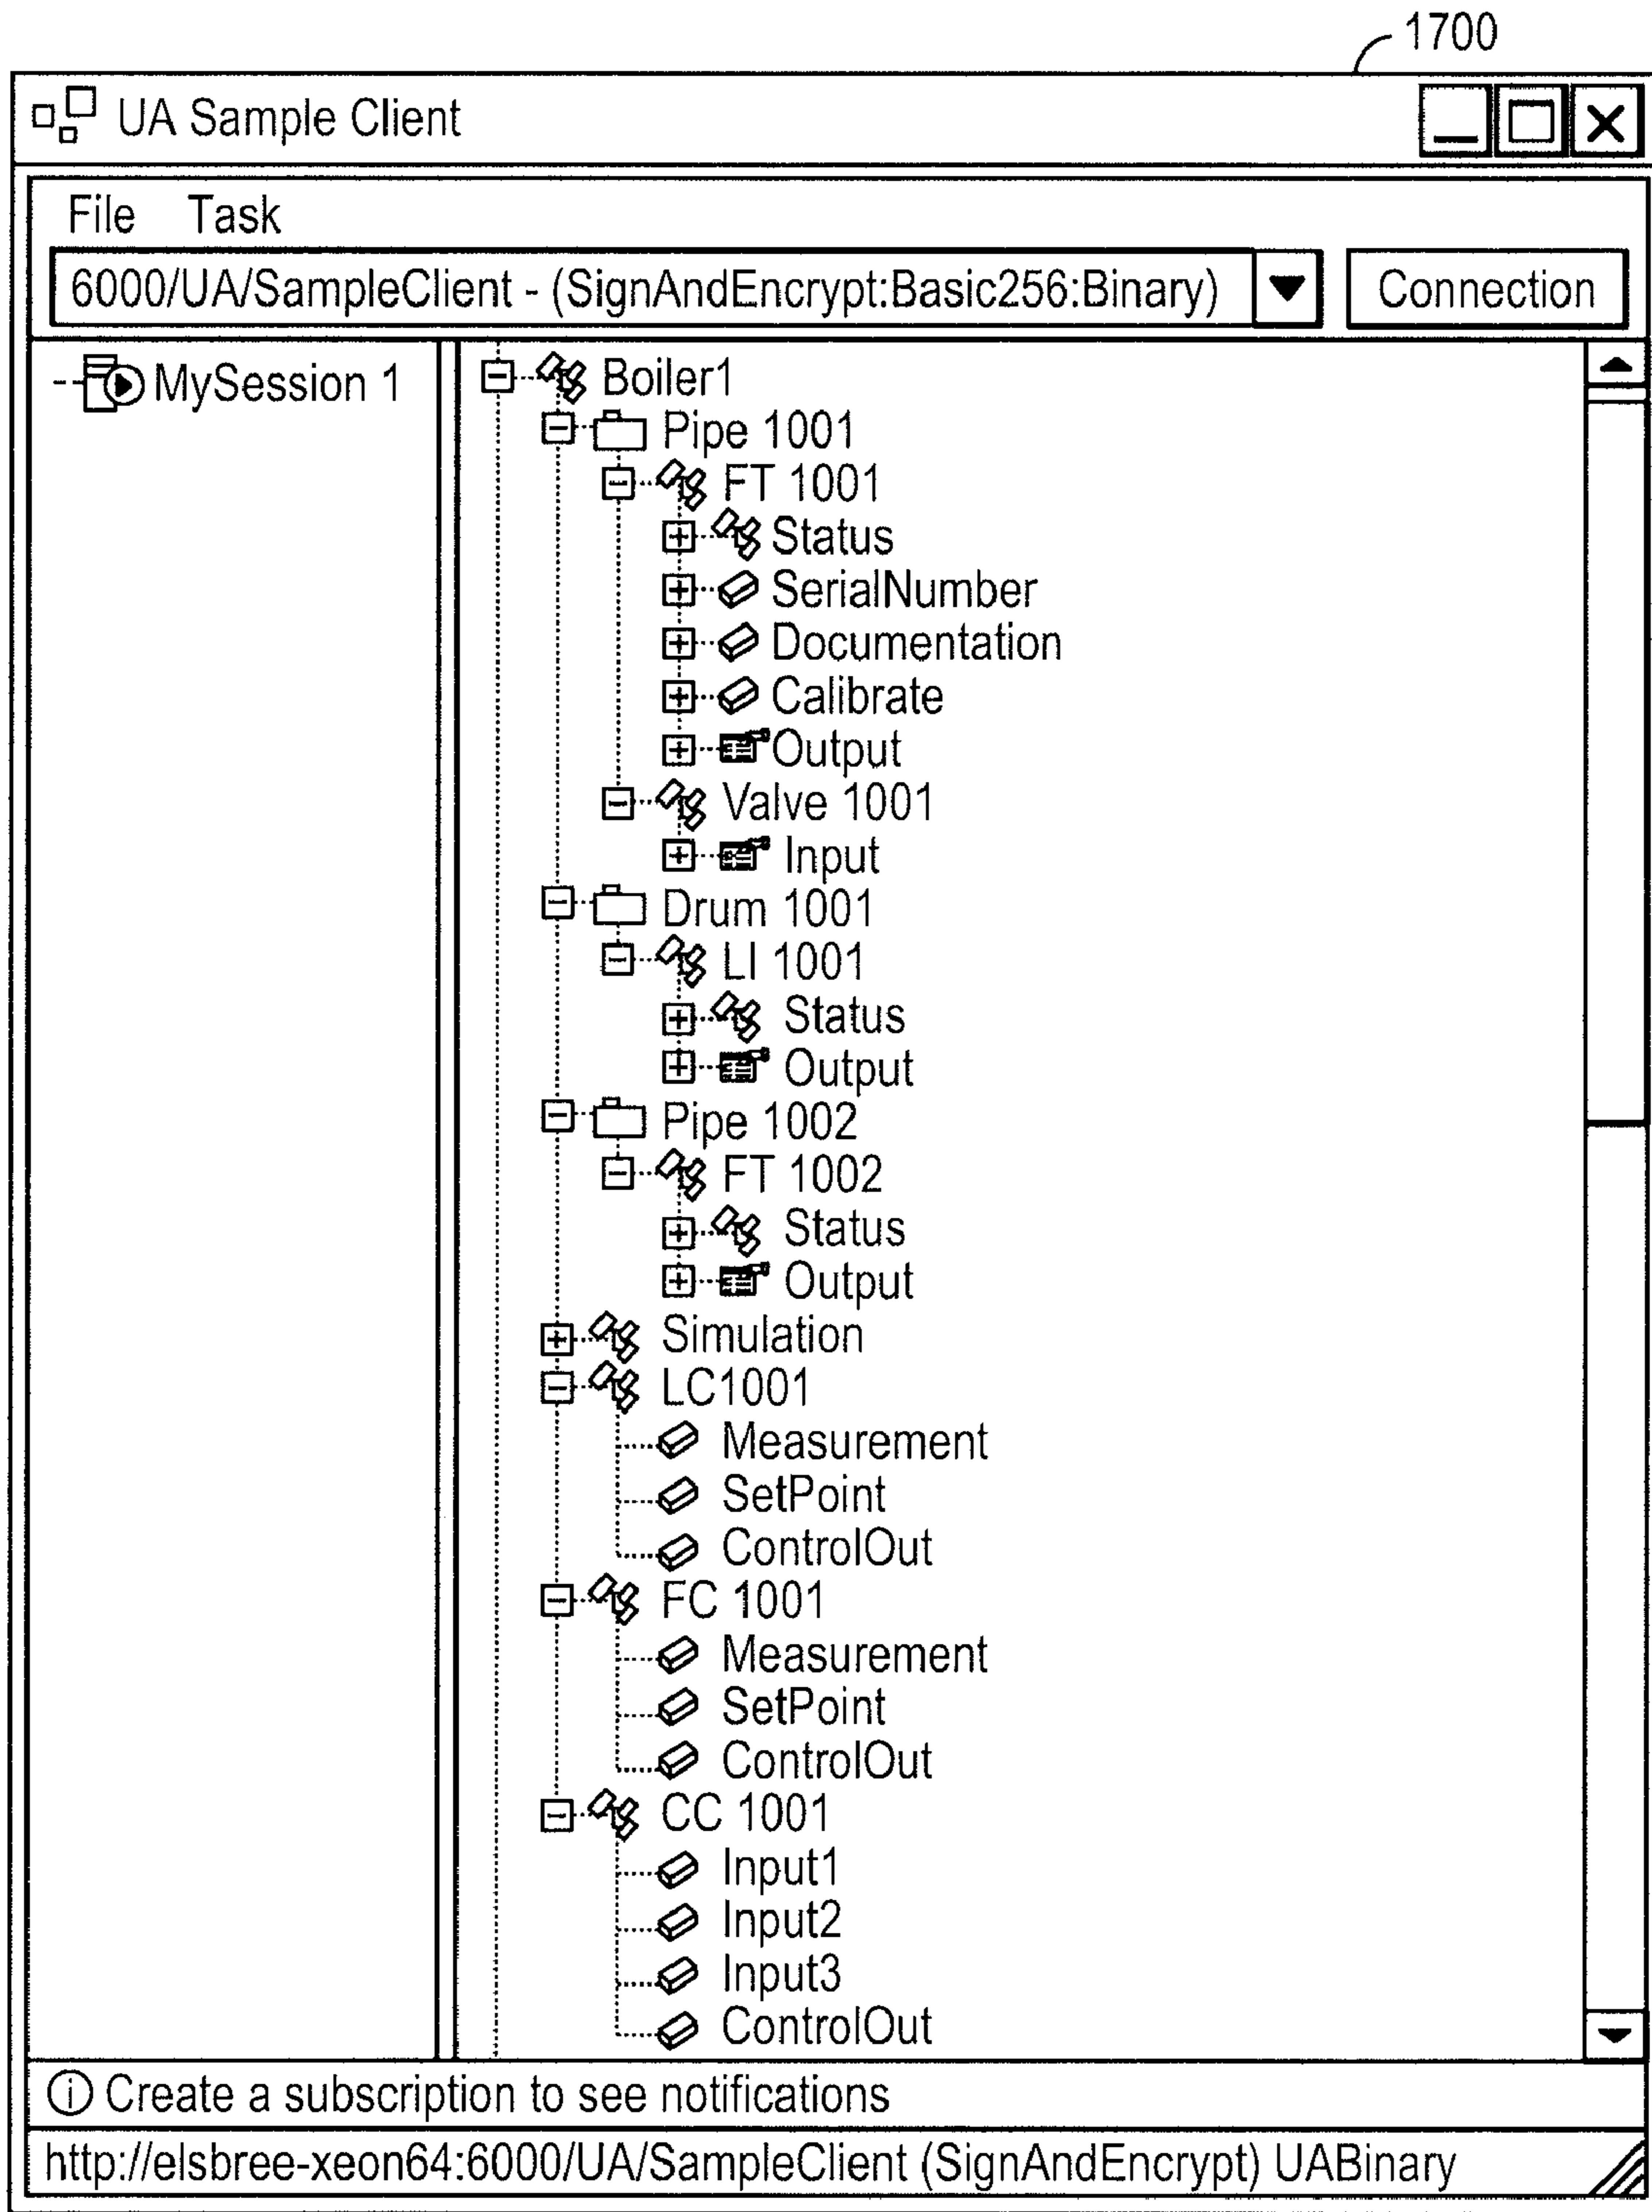 1700
UA Sample Client
File Task
6000/UA/SampleClient - (SignAndEncrypt:Basic256:Binary)
Connection
MySession 1
Boiler1
Pipe 1001
FT 1001
Status
SerialNumber
Documentation
Calibrate
Output
Valve 1001
Input
Drum 1001
LI 1001
Status
Output
Pipe 1002
FT 1002
Status
Output
Simulation
LC1001
Measurement
SetPoint
ControlOut
FC 1001
Measurement
SetPoint
ControlOut
CC 1001
Input1
Input2
Input3
ControlOut
Create a subscription to see notifications
http://elsbree-xeon64:6000/UA/SampleClient (SignAndEncrypt) UABinary